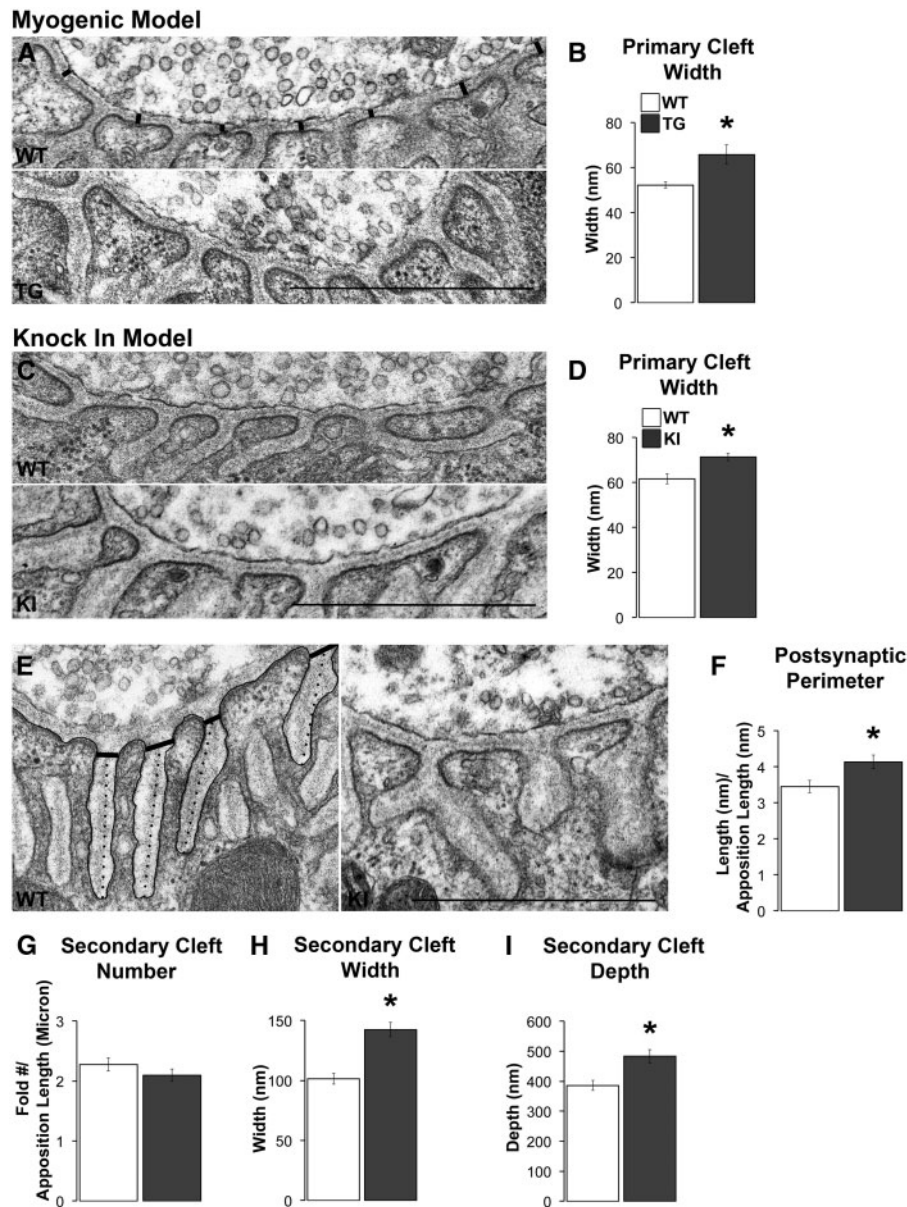 Myogenic Model
A
WT
TG
B
Primary Cleft
Width
WT
TG
*
80
60
40
20
0
Width (nm)
Knock In Model
C
WT
KI
D
Primary Cleft
Width
WT
KI
*
80
60
40
20
0
Width (nm)
E
WT
KI
F
Postsynaptic
Perimeter
*
5
4
3
2
1
0
Length (nm)/
Apposition Length (nm)
G
Secondary Cleft
Number
3
2
1
0
Fold #/
Apposition Length (Micron)
H
Secondary Cleft
Width
*
150
100
50
0
Width (nm)
I
Secondary Cleft
Depth
*
600
500
400
300
200
100
0
Depth (nm)